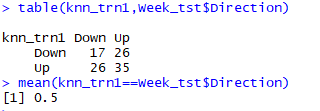 > table(knn_trn1,Week_tst$Direction)
knn_trn1 Down Up
Down 17 26
Up 26 35
> mean(knn_trn1==Week_tst$Direction)
[1] 0.5